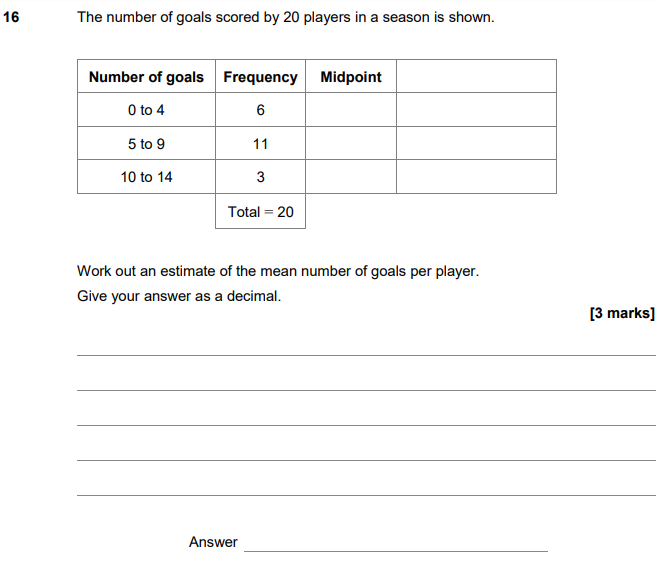 16 The number of goals scored by 20 players in a season is shown.
Number of goals Frequency Midpoint
0 to 4 6
5 to 9 11
10 to 14 3
Total = 20
Work out an estimate of the mean number of goals per player.
Give your answer as a decimal.
[3 marks]
Answer